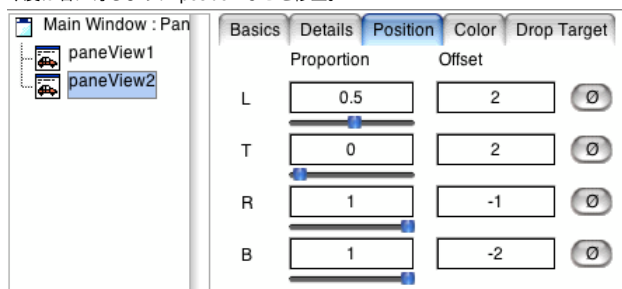 Main Window : Pan
paneView1
paneView2
Basics Details Position Color Drop Target
Proportion Offset
L 0.5 2 Ø
T 0 2 Ø
R 1 -1 Ø
B 1 -2 Ø